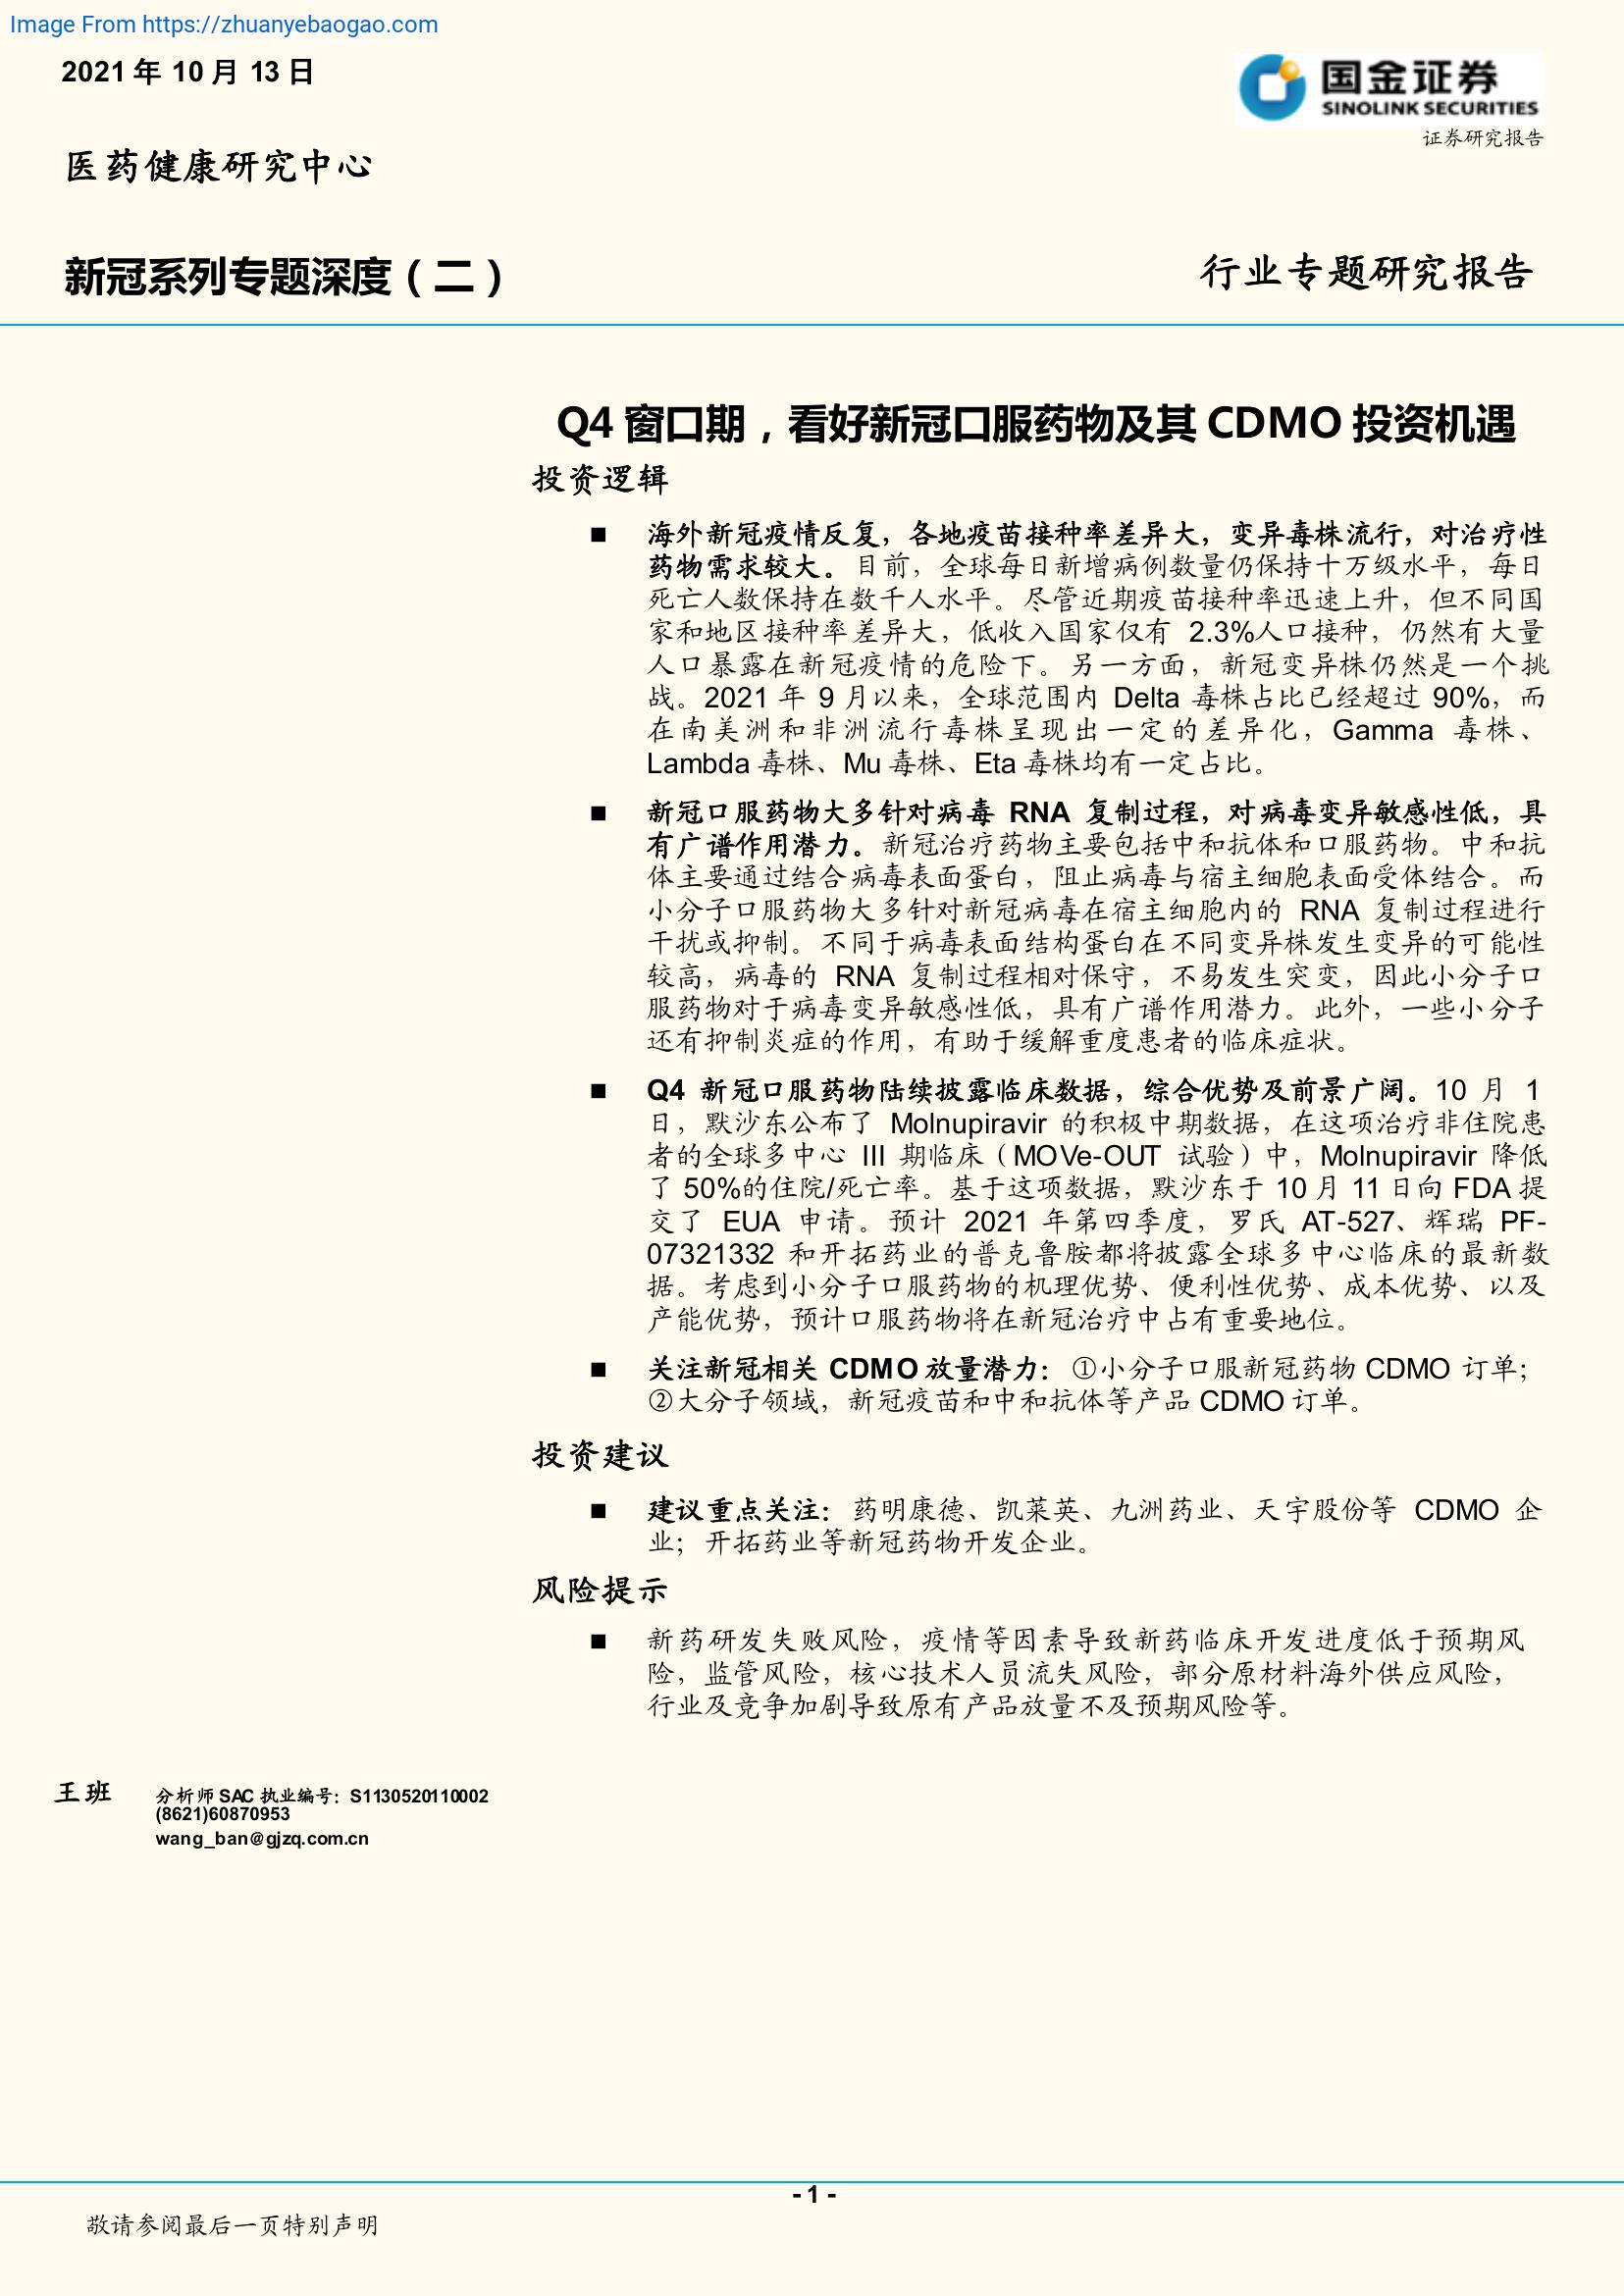 Image From https://zhuanyebaogao.com
2021 年 10 月 13 日
国金证券
SINOLINK SECURITIES
证券研究报告
医药健康研究中心
新冠系列专题深度（二）
行业专题研究报告
Q4 窗口期，看好新冠口服药物及其 CDMO 投资机遇
投资逻辑
■ 海外新冠疫情反复，各地疫苗接种率差异大，变异毒株流行，对治疗性
药物需求较大。目前，全球每日新增病例数量仍保持十万级水平，每日
死亡人数保持在数千人水平。尽管近期疫苗接种率迅速上升，但不同国
家和地区接种率差异大，低收入国家仅有 2.3%人口接种，仍然有大量
人口暴露在新冠疫情的危险下。另一方面，新冠变异株仍然是一个挑
战。2021 年 9 月以来，全球范围内 Delta 毒株占比已经超过 90%，而
在南美洲和非洲流行毒株呈现出一定的差异化，Gamma 毒株、
Lambda 毒株、Mu 毒株、Eta 毒株均有一定占比。
■ 新冠口服药物大多针对病毒 RNA 复制过程，对病毒变异敏感性低，具
有广谱作用潜力。新冠治疗药物主要包括中和抗体和口服药物。中和抗
体主要通过结合病毒表面蛋白，阻止病毒与宿主细胞表面受体结合。而
小分子口服药物大多针对新冠病毒在宿主细胞内的 RNA 复制过程进行
干扰或抑制。不同于病毒表面结构蛋白在不同变异株发生变异的可能性
较高，病毒的 RNA 复制过程相对保守，不易发生突变，因此小分子口
服药物对于病毒变异敏感性低，具有广谱作用潜力。此外，一些小分子
还有抑制炎症的作用，有助于缓解重度患者的临床症状。
■ Q4 新冠口服药物陆续披露临床数据，综合优势及前景广阔。10 月 1
日，默沙东公布了 Molnupiravir 的积极中期数据，在这项治疗非住院患
者的全球多中心 III 期临床（MOVe-OUT 试验）中，Molnupiravir 降低
了 50%的住院/死亡率。基于这项数据，默沙东于 10 月 11 日向 FDA 提
交了 EUA 申请。预计 2021 年第四季度，罗氏 AT-527、辉瑞 PF-
07321332 和开拓药业的普克鲁胺都将披露全球多中心临床的最新数
据。考虑到小分子口服药物的机理优势、便利性优势、成本优势、以及
产能优势，预计口服药物将在新冠治疗中占有重要地位。
■ 关注新冠相关 CDMO 放量潜力：①小分子口服新冠药物 CDMO 订单；
②大分子领域，新冠疫苗和中和抗体等产品 CDMO 订单。
投资建议
■ 建议重点关注：药明康德、凯莱英、九洲药业、天宇股份等 CDMO 企
业；开拓药业等新冠药物开发企业。
风险提示
■ 新药研发失败风险，疫情等因素导致新药临床开发进度低于预期风
险，监管风险，核心技术人员流失风险，部分原材料海外供应风险，
行业及竞争加剧导致原有产品放量不及预期风险等。
王班 分析师 SAC 执业编号：S1130520110002
(8621)60870953
wang_ban@gjzq.com.cn
- 1 -
敬请参阅最后一页特别声明